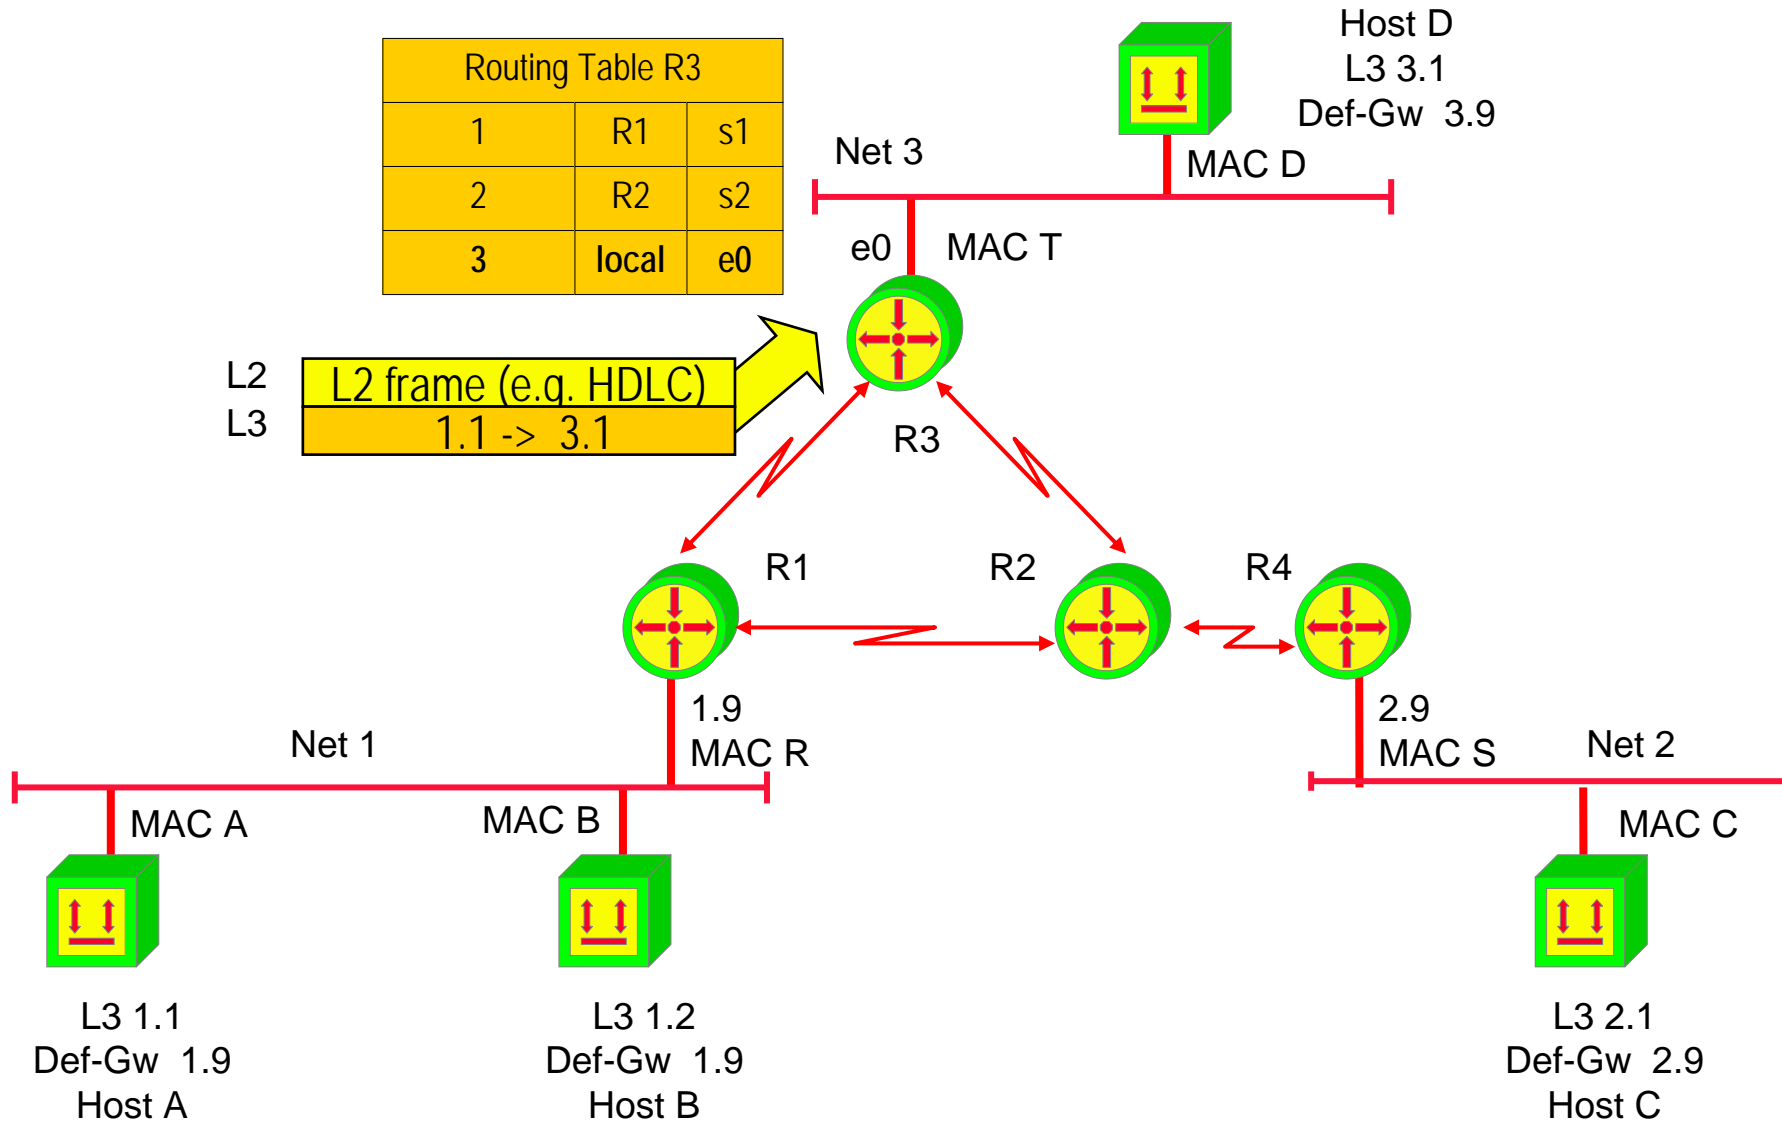 Host D
L3 3.1
Def-Gw 3.9
Routing Table R3
1 R1 s1
2 R2 s2
3 local e0
Net 3
MAC D
e0
MAC T
L2
L2 frame (e.g. HDLC)
L3
1.1 -> 3.1
R3
R1
R2
R4
1.9
MAC R
2.9
MAC S
Net 1
Net 2
MAC A
MAC B
MAC C
L3 1.1
Def-Gw 1.9
Host A
L3 1.2
Def-Gw 1.9
Host B
L3 2.1
Def-Gw 2.9
Host C